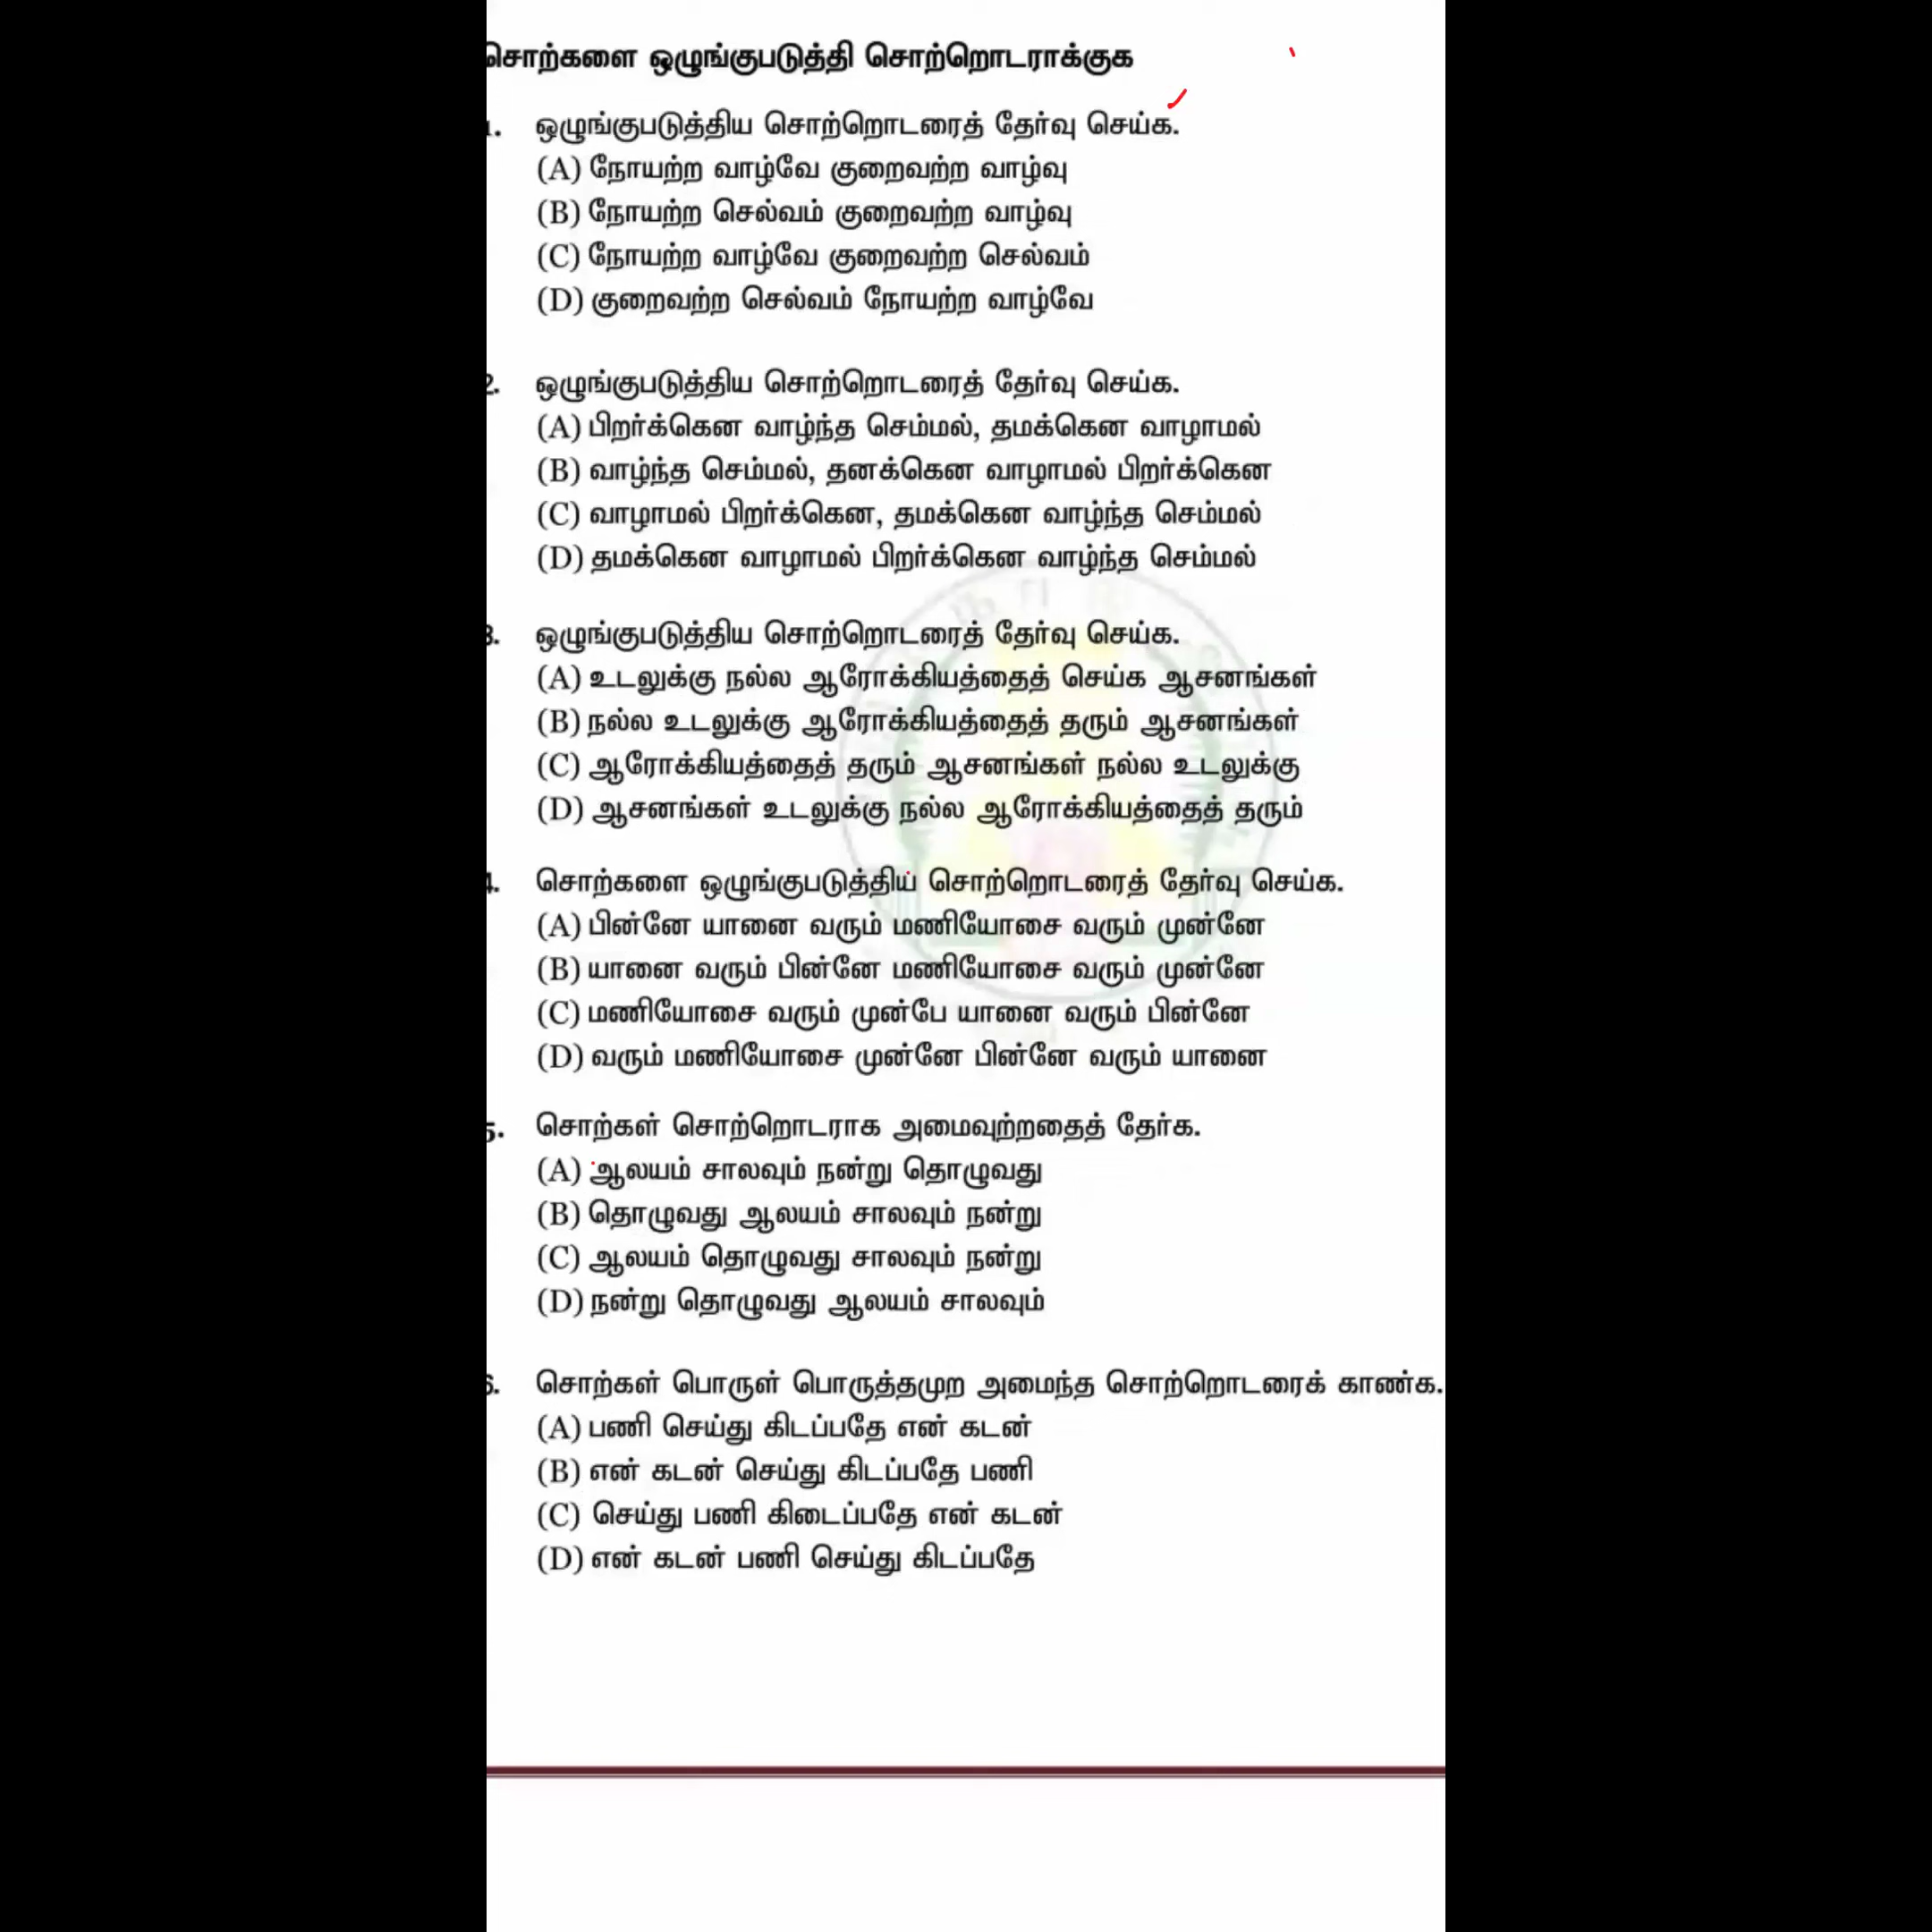 சொற்களை ஒழுங்குபடுத்தி சொற்றொடராக்குக
1. ஒழுங்குபடுத்திய சொற்றொடரைத் தேர்வு செய்க.
(A) நோயற்ற வாழ்வே குறைவற்ற வாழ்வு
(B) நோயற்ற செல்வம் குறைவற்ற வாழ்வு
(C) நோயற்ற வாழ்வே குறைவற்ற செல்வம்
(D) குறைவற்ற செல்வம் நோயற்ற வாழ்வே
2. ஒழுங்குபடுத்திய சொற்றொடரைத் தேர்வு செய்க.
(A) பிறர்க்கென வாழ்ந்த செம்மல், தமக்கென வாழாமல்
(B) வாழ்ந்த செம்மல், தனக்கென வாழாமல் பிறர்க்கென
(C) வாழாமல் பிறர்க்கென, தமக்கென வாழ்ந்த செம்மல்
(D) தமக்கென வாழாமல் பிறர்க்கென வாழ்ந்த செம்மல்
3. ஒழுங்குபடுத்திய சொற்றொடரைத் தேர்வு செய்க.
(A) உடலுக்கு நல்ல ஆரோக்கியத்தைத் செய்க ஆசனங்கள்
(B) நல்ல உடலுக்கு ஆரோக்கியத்தைத் தரும் ஆசனங்கள்
(C) ஆரோக்கியத்தைத் தரும் ஆசனங்கள் நல்ல உடலுக்கு
(D) ஆசனங்கள் உடலுக்கு நல்ல ஆரோக்கியத்தைத் தரும்
4. சொற்களை ஒழுங்குபடுத்திய சொற்றொடரைத் தேர்வு செய்க.
(A) பின்னே யானை வரும் மணியோசை வரும் முன்னே
(B) யானை வரும் பின்னே மணியோசை வரும் முன்னே
(C) மணியோசை வரும் முன்பே யானை வரும் பின்னே
(D) வரும் மணியோசை முன்னே பின்னே வரும் யானை
5. சொற்கள் சொற்றொடராக அமைவுற்றதைத் தேர்க.
(A) ஆலயம் சாலவும் நன்று தொழுவது
(B) தொழுவது ஆலயம் சாலவும் நன்று
(C) ஆலயம் தொழுவது சாலவும் நன்று
(D) நன்று தொழுவது ஆலயம் சாலவும்
6. சொற்கள் பொருள் பொருத்தமுற அமைந்த சொற்றொடரைக் காண்க.
(A) பணி செய்து கிடப்பதே என் கடன்
(B) என் கடன் செய்து கிடப்பதே பணி
(C) செய்து பணி கிடைப்பதே என் கடன்
(D) என் கடன் பணி செய்து கிடப்பதே